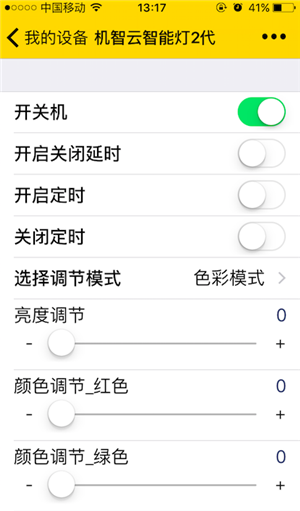 中国移动 13:17 41%
我的设备 机智云智能灯2代 •••
开关机
开启关闭延时
开启定时
关闭定时
选择调节模式 色彩模式
亮度调节 0
- +
颜色调节_红色 0
- +
颜色调节_绿色 0
- +